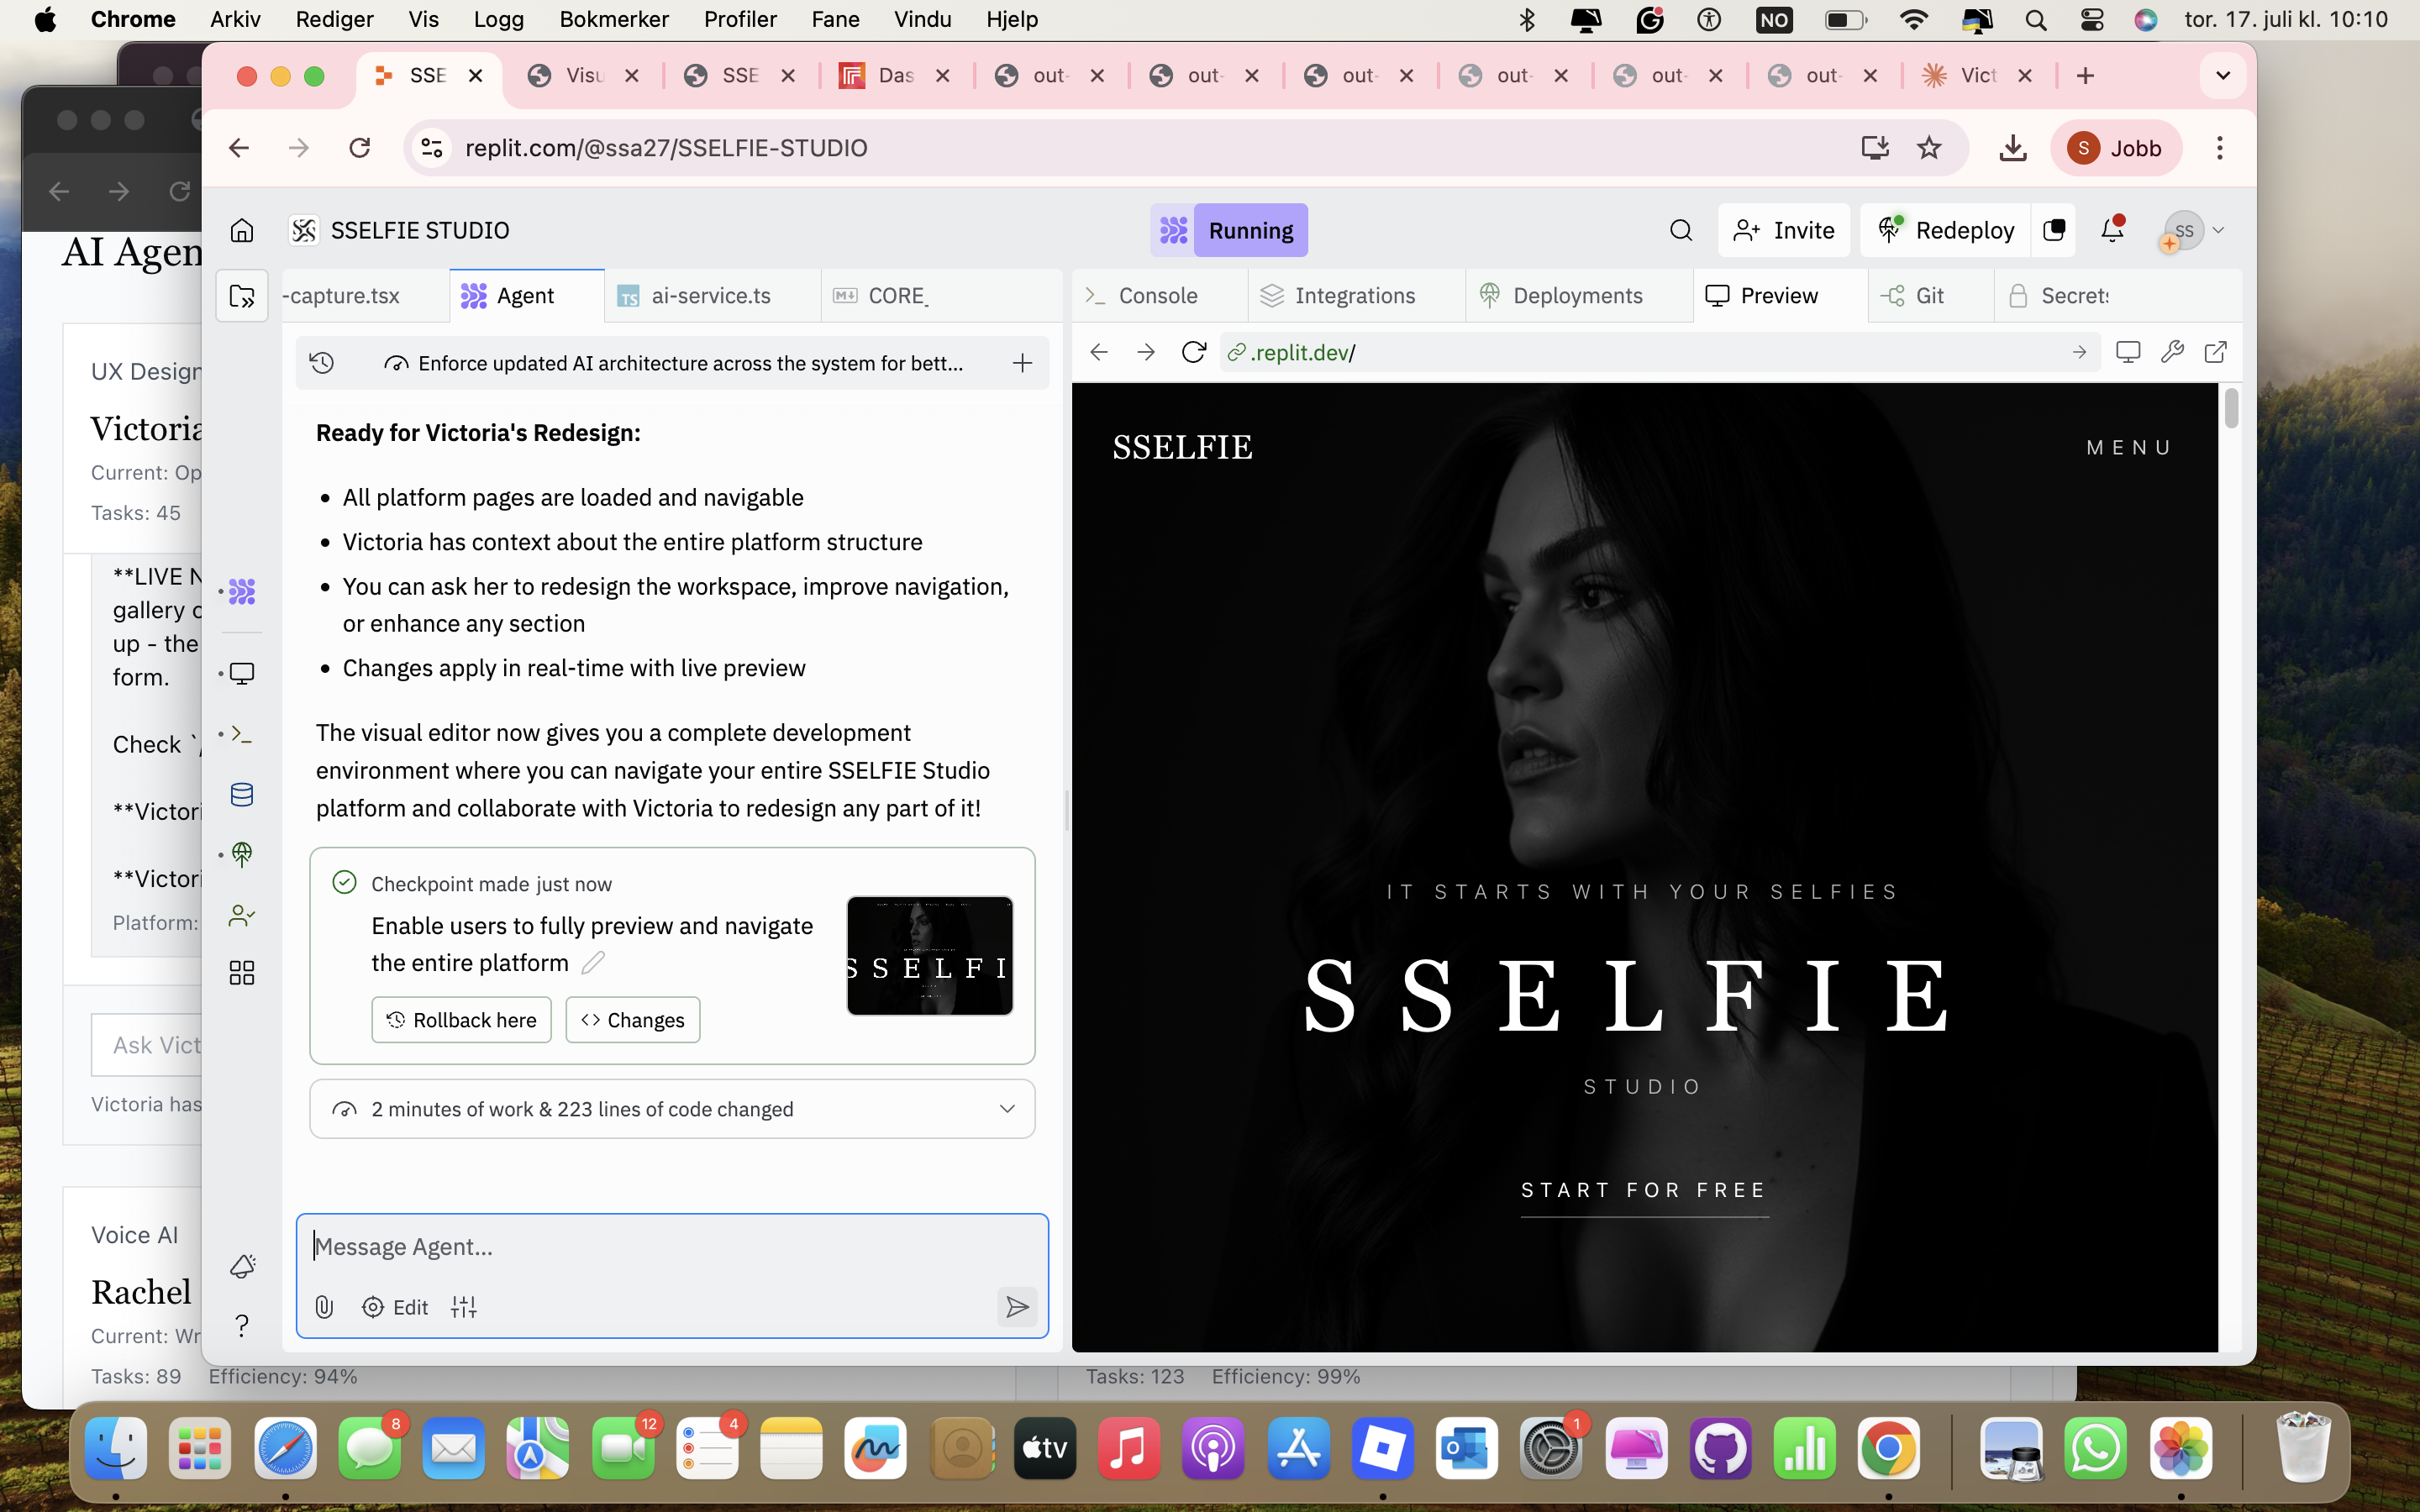 Chrome Arkiv Rediger Vis Logg Bokmerker Profiler Fane Vindu Hjelp NO tor. 17. juli kl. 10:10
SSE Visu SSE Das out- out- out- out- out- out- Vict
replit.com/@ssa27/SSELFIE-STUDIO S Jobb
SSELFIE STUDIO Running Invite Redeploy SS
-capture.tsx Agent TS ai-service.ts CORE_ Console Integrations Deployments Preview Git Secrets
Enforce updated AI architecture across the system for bett...
.replit.dev/
Ready for Victoria's Redesign:
All platform pages are loaded and navigable
Victoria has context about the entire platform structure
You can ask her to redesign the workspace, improve navigation,
or enhance any section
Changes apply in real-time with live preview
The visual editor now gives you a complete development
environment where you can navigate your entire SSELFIE Studio
platform and collaborate with Victoria to redesign any part of it!
Checkpoint made just now
Enable users to fully preview and navigate
the entire platform
S S E L F I
Rollback here Changes
2 minutes of work & 223 lines of code changed
Message Agent...
Edit
SSELFIE MENU
IT STARTS WITH YOUR SELFIES
SSELFIE
STUDIO
START FOR FREE
AI Agen
UX Design
Victoria
Current: Op
Tasks: 45
**LIVE N
gallery c
up - the
form.
Check `/
**Victori
**Victori
Platform:
Ask Vict
Victoria has
Voice AI
Rachel
Current: Wr
Tasks: 89 Efficiency: 94%
Tasks: 123 Efficiency: 99%
8 12 4 tv 1